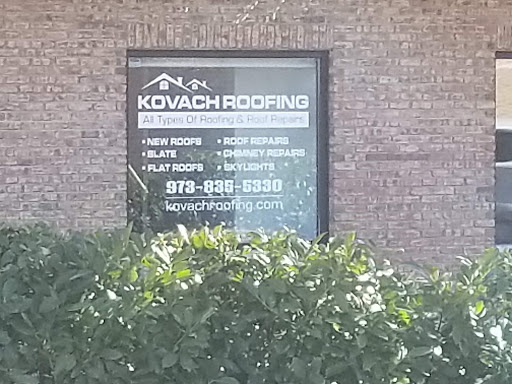 KOVACH ROOFING
All Types Of Roofing & Roof Repairs
• NEW ROOFS • ROOF REPAIRS
• SLATE • CHIMNEY REPAIRS
• FLAT ROOFS • SKYLIGHTS
973-835-5330
kovachroofing.com